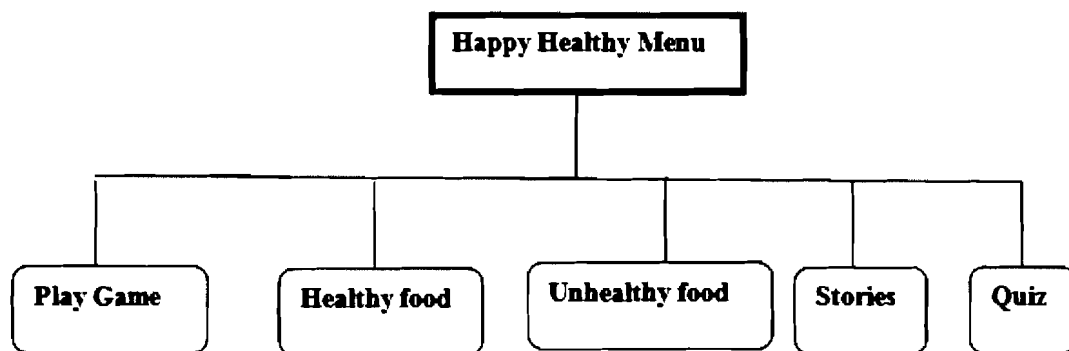 Happy Healthy Menu
Play Game
Healthy food
Unhealthy food
Stories
Quiz